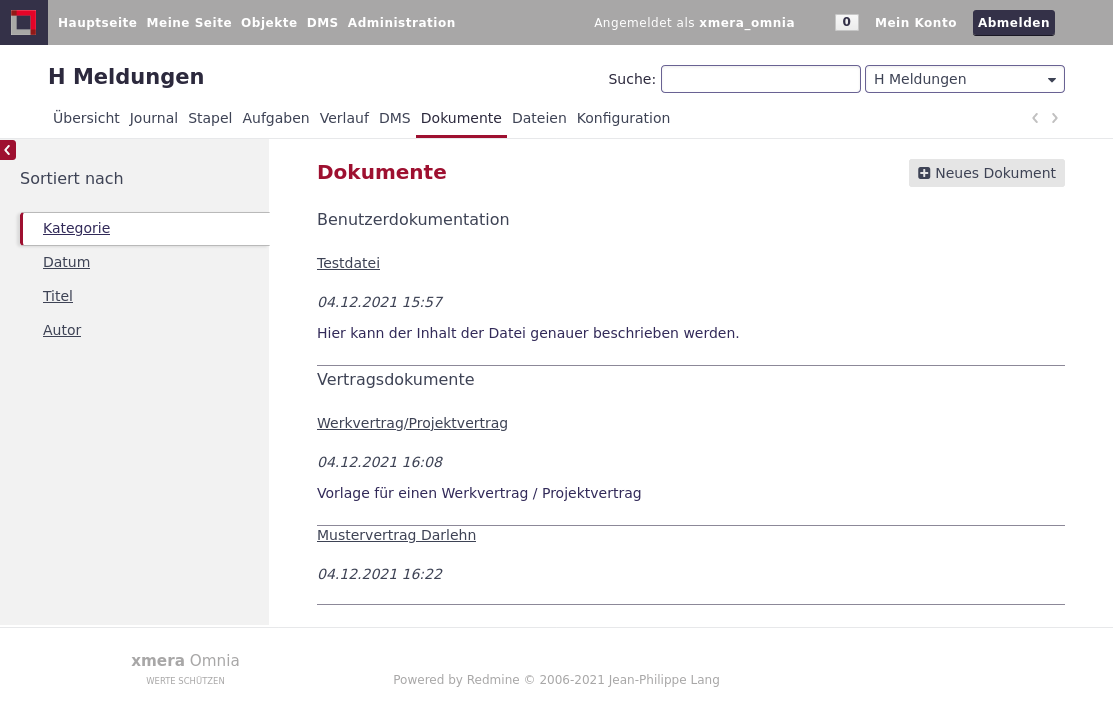 Hauptseite Meine Seite Objekte DMS Administration Angemeldet als xmera_omnia 0 Mein Konto Abmelden
H Meldungen Suche: H Meldungen
Übersicht Journal Stapel Aufgaben Verlauf DMS Dokumente Dateien Konfiguration
Sortiert nach
Kategorie
Datum
Titel
Autor
Dokumente Neues Dokument
Benutzerdokumentation
Testdatei
04.12.2021 15:57
Hier kann der Inhalt der Datei genauer beschrieben werden.
Vertragsdokumente
Werkvertrag/Projektvertrag
04.12.2021 16:08
Vorlage für einen Werkvertrag / Projektvertrag
Mustervertrag Darlehn
04.12.2021 16:22
xmera Omnia
WERTE SCHÜTZEN
Powered by Redmine © 2006-2021 Jean-Philippe Lang